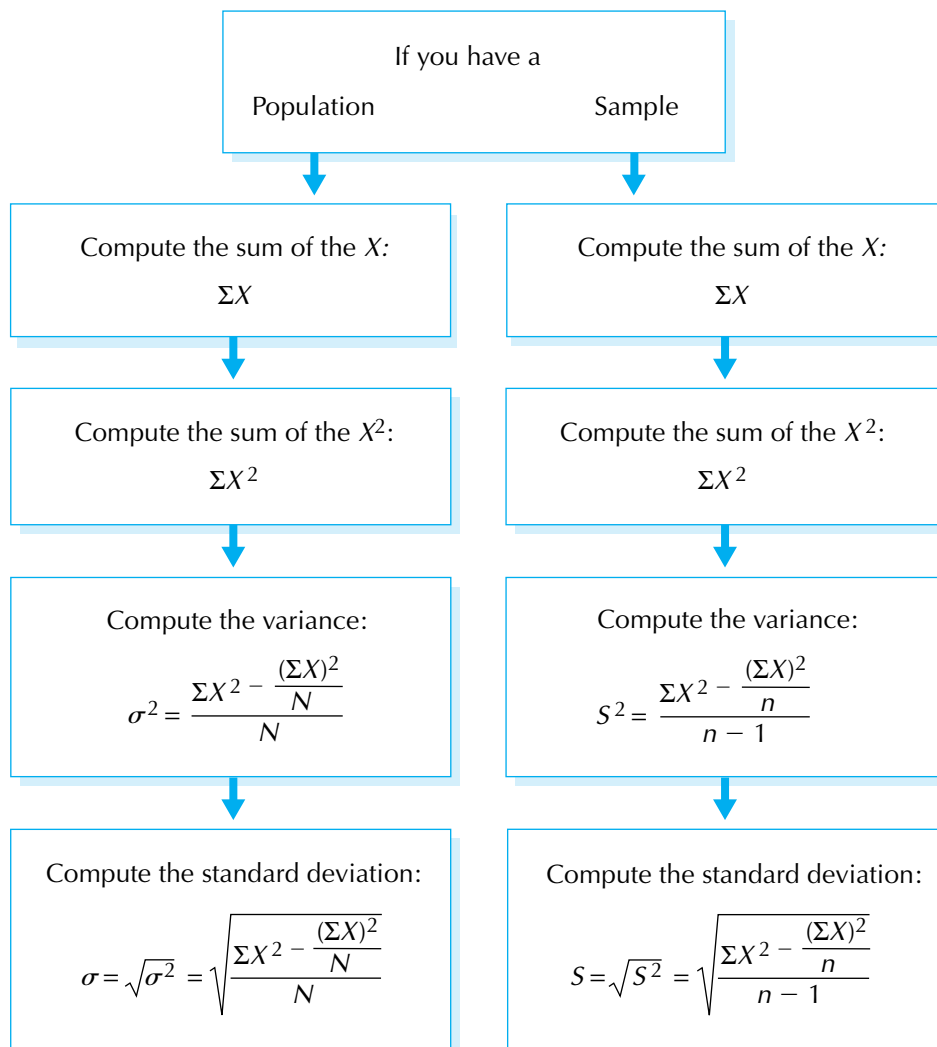 If you have a
Population Sample
Compute the sum of the X:
ΣX
Compute the sum of the X²:
ΣX²
Compute the variance:
σ² = (ΣX² − (ΣX)²/N)/N
Compute the standard deviation:
σ = √σ² = √((ΣX² − (ΣX)²/N)/N)
Compute the sum of the X:
ΣX
Compute the sum of the X²:
ΣX²
Compute the variance:
S² = (ΣX² − (ΣX)²/n)/(n − 1)
Compute the standard deviation:
S = √S² = √((ΣX² − (ΣX)²/n)/(n − 1))